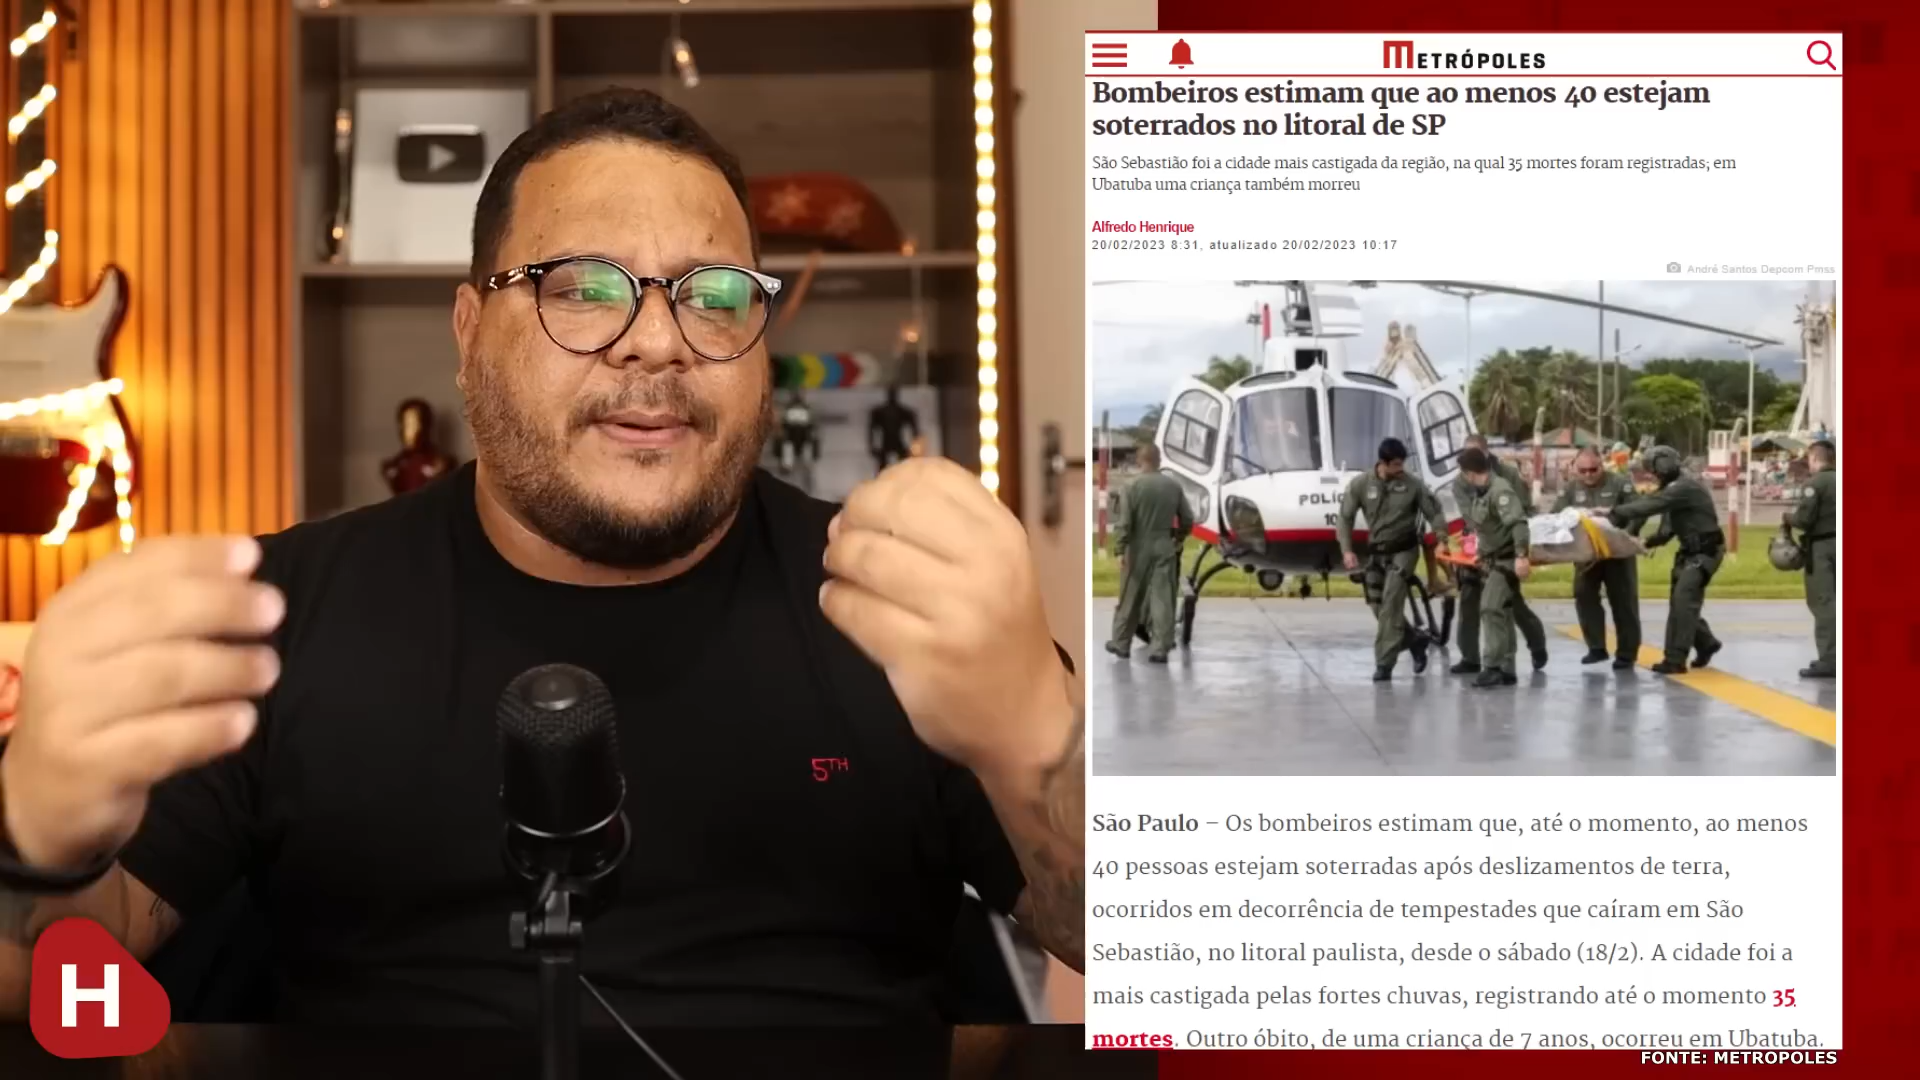 METRÓPOLES
Bombeiros estimam que ao menos 40 estejam
soterrados no litoral de SP
São Sebastião foi a cidade mais castigada da região, na qual 35 mortes foram registradas; em
Ubatuba uma criança também morreu
Alfredo Henrique
20/02/2023 8:31, atualizado 20/02/2023 10:17
André Santos Depcom Pmss
POLÍC
10
São Paulo – Os bombeiros estimam que, até o momento, ao menos
40 pessoas estejam soterradas após deslizamentos de terra,
ocorridos em decorrência de tempestades que caíram em São
Sebastião, no litoral paulista, desde o sábado (18/2). A cidade foi a
mais castigada pelas fortes chuvas, registrando até o momento 35
mortes. Outro óbito, de uma criança de 7 anos, ocorreu em Ubatuba.
5TH
H
FONTE: METROPOLES